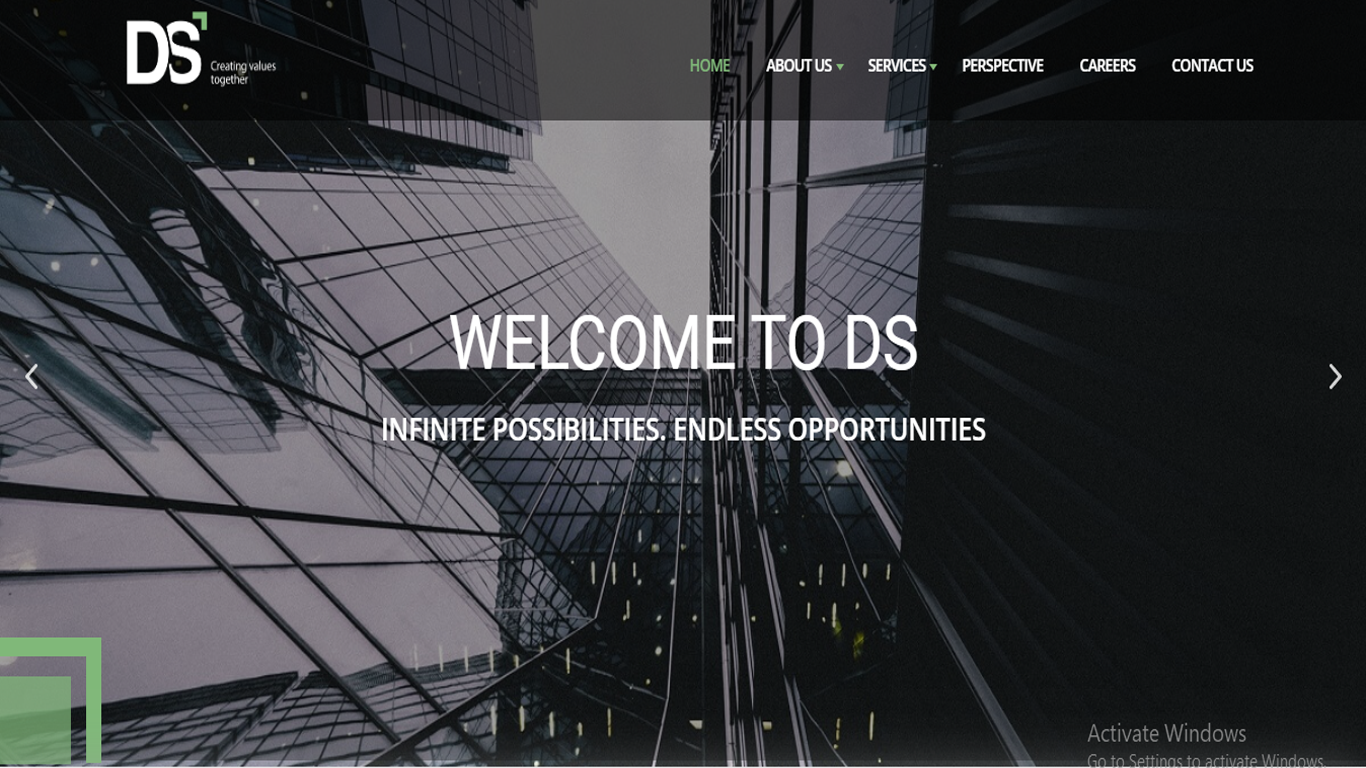 DS
Creating values
together
HOME
ABOUT US
SERVICES
PERSPECTIVE
CAREERS
CONTACT US
WELCOME TO DS
INFINITE POSSIBILITIES. ENDLESS OPPORTUNITIES
Activate Windows
Go to Settings to activate Windows.